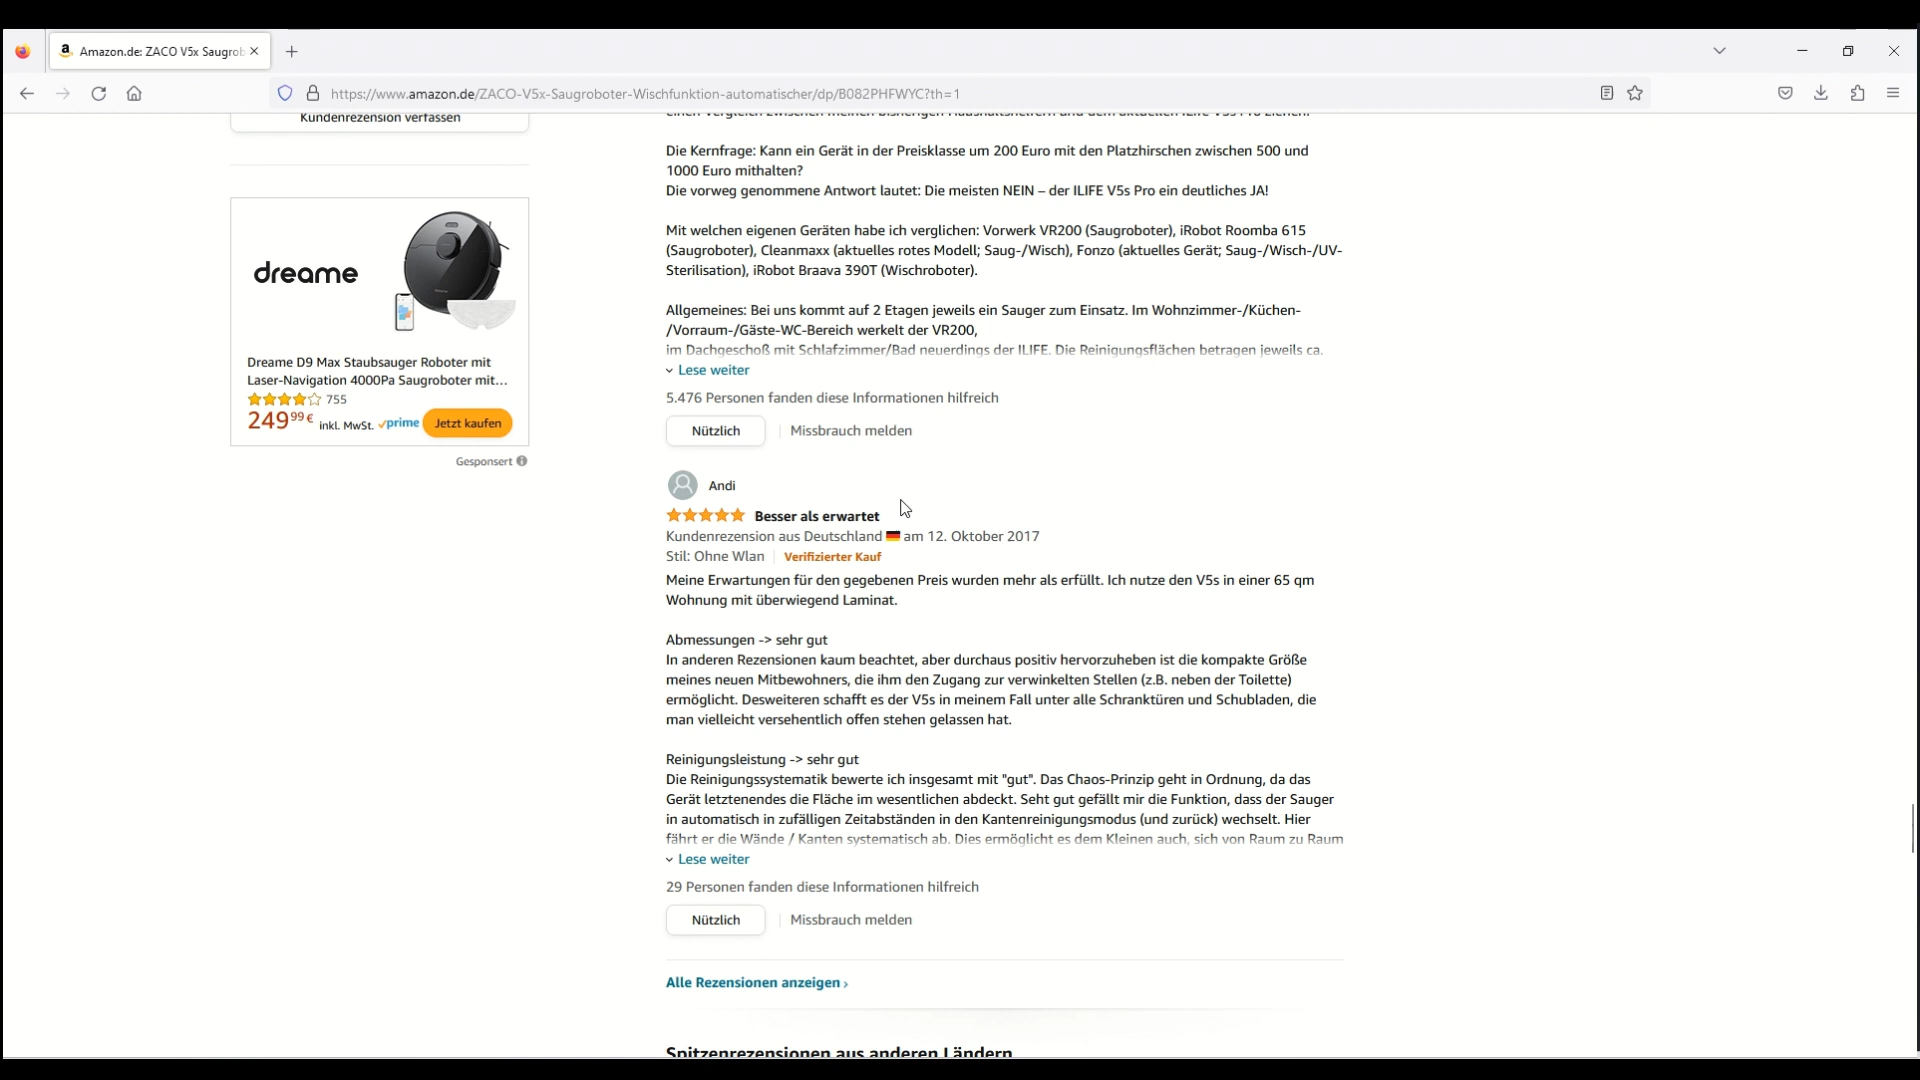 Amazon.de: ZACO V5x Saugrob
https://www.amazon.de/ZACO-V5x-Saugroboter-Wischfunktion-automatischer/dp/B082PHFWYC?th=1
Kundenrezension verfassen
dreame
Dreame D9 Max Staubsauger Roboter mit
Laser-Navigation 4000Pa Saugroboter mit...
755
249 99 € inkl. MwSt. prime Jetzt kaufen
Gesponsert
einen Vergleich zwischen meinen bisherigen Haushaltshelfern und dem aktuellen iLife V5s Pro ziehen.
Die Kernfrage: Kann ein Gerät in der Preisklasse um 200 Euro mit den Platzhirschen zwischen 500 und
1000 Euro mithalten?
Die vorweg genommene Antwort lautet: Die meisten NEIN – der ILIFE V5s Pro ein deutliches JA!
Mit welchen eigenen Geräten habe ich verglichen: Vorwerk VR200 (Saugroboter), iRobot Roomba 615
(Saugroboter), Cleanmaxx (aktuelles rotes Modell; Saug-/Wisch), Fonzo (aktuelles Gerät; Saug-/Wisch-/UV-
Sterilisation), iRobot Braava 390T (Wischroboter).
Allgemeines: Bei uns kommt auf 2 Etagen jeweils ein Sauger zum Einsatz. Im Wohnzimmer-/Küchen-
/Vorraum-/Gäste-WC-Bereich werkelt der VR200,
im Dachgeschoß mit Schlafzimmer/Bad neuerdings der ILIFE. Die Reinigungsflächen betragen jeweils ca.
Lese weiter
5.476 Personen fanden diese Informationen hilfreich
Nützlich
Missbrauch melden
Andi
Besser als erwartet
Kundenrezension aus Deutschland am 12. Oktober 2017
Stil: Ohne Wlan
Verifizierter Kauf
Meine Erwartungen für den gegebenen Preis wurden mehr als erfüllt. Ich nutze den V5s in einer 65 qm
Wohnung mit überwiegend Laminat.
Abmessungen -> sehr gut
In anderen Rezensionen kaum beachtet, aber durchaus positiv hervorzuheben ist die kompakte Größe
meines neuen Mitbewohners, die ihm den Zugang zur verwinkelten Stellen (z.B. neben der Toilette)
ermöglicht. Desweiteren schafft es der V5s in meinem Fall unter alle Schranktüren und Schubladen, die
man vielleicht versehentlich offen stehen gelassen hat.
Reinigungsleistung -> sehr gut
Die Reinigungssystematik bewerte ich insgesamt mit "gut". Das Chaos-Prinzip geht in Ordnung, da das
Gerät letztenendes die Fläche im wesentlichen abdeckt. Seht gut gefällt mir die Funktion, dass der Sauger
in automatisch in zufälligen Zeitabständen in den Kantenreinigungsmodus (und zurück) wechselt. Hier
fährt er die Wände / Kanten systematisch ab. Dies ermöglicht es dem Kleinen auch, sich von Raum zu Raum
Lese weiter
29 Personen fanden diese Informationen hilfreich
Nützlich
Missbrauch melden
Alle Rezensionen anzeigen ›
Spitzenrezensionen aus anderen Ländern